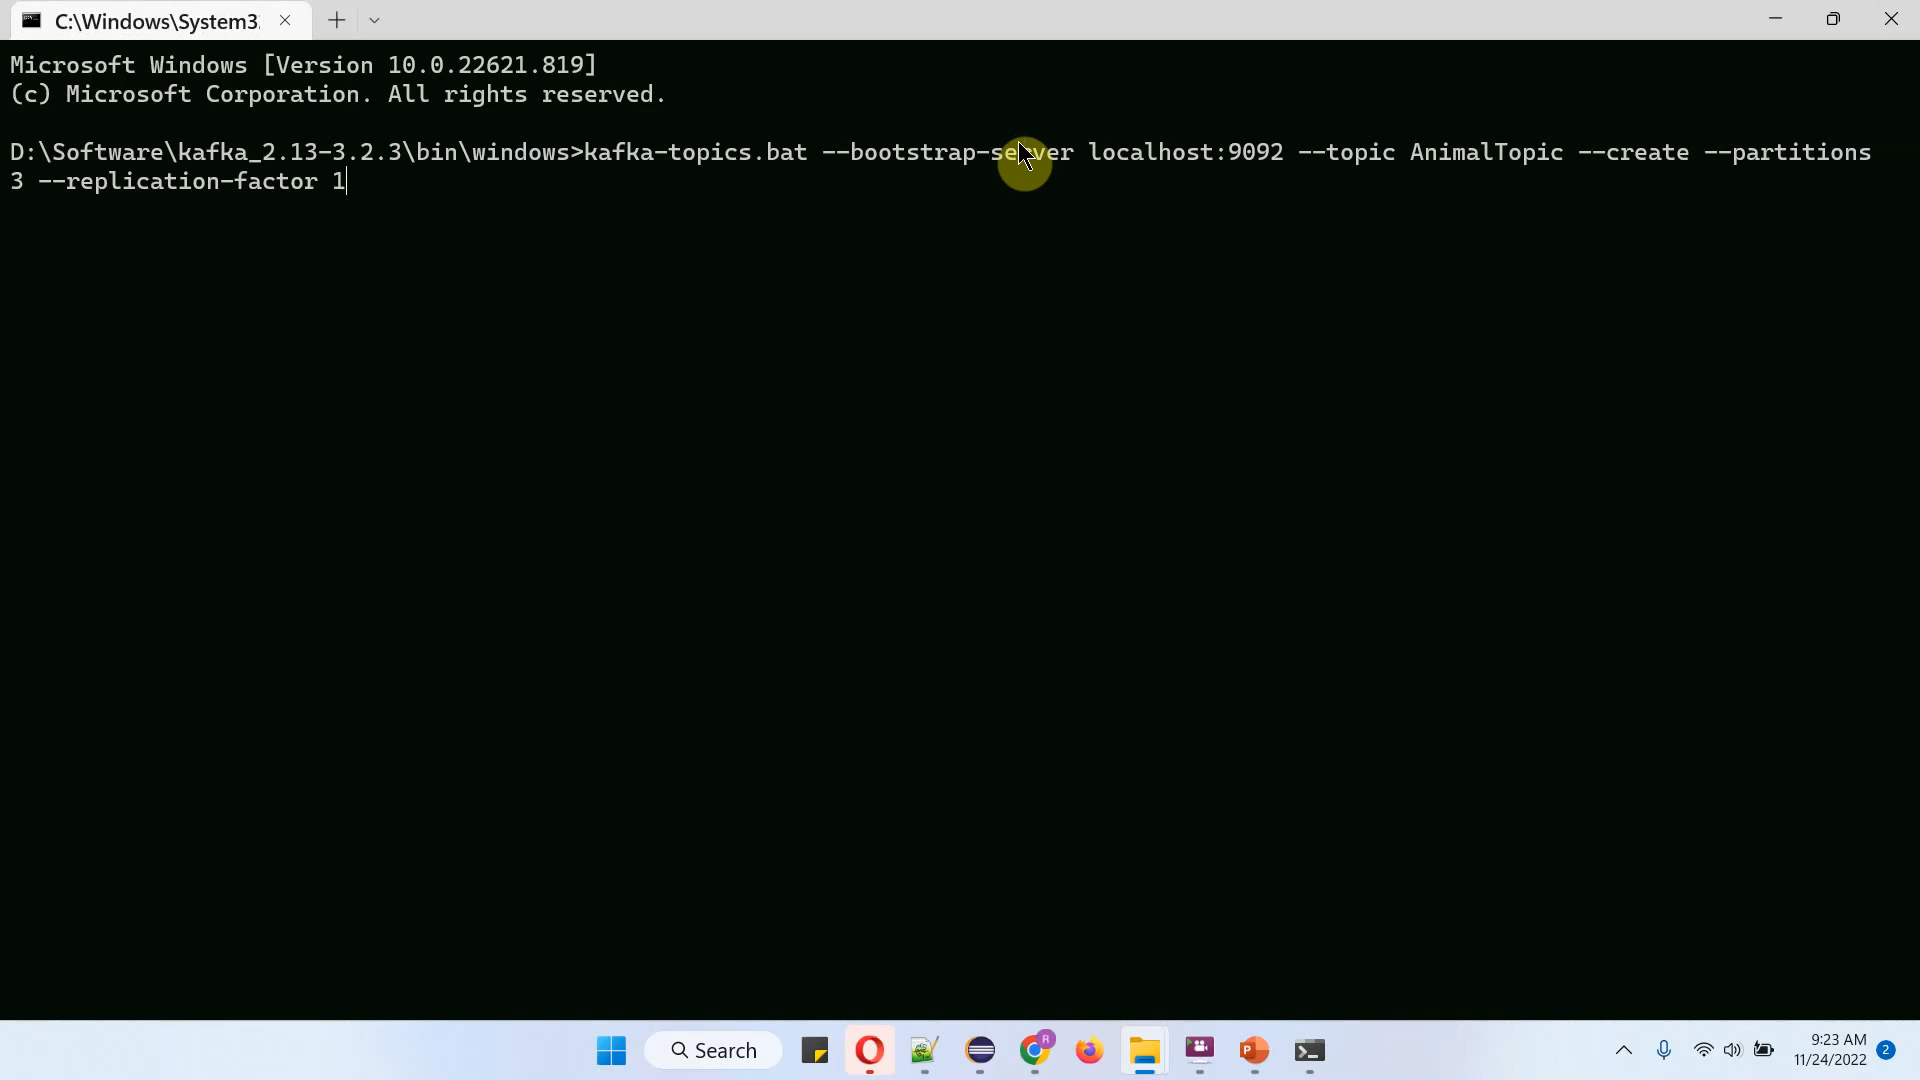 C:\Windows\System3
Microsoft Windows [Version 10.0.22621.819]
(c) Microsoft Corporation. All rights reserved.
D:\Software\kafka_2.13-3.2.3\bin\windows>kafka-topics.bat --bootstrap-server localhost:9092 --topic AnimalTopic --create --partitions
3 --replication-factor 1
Search
R
P
9:23 AM
11/24/2022
2